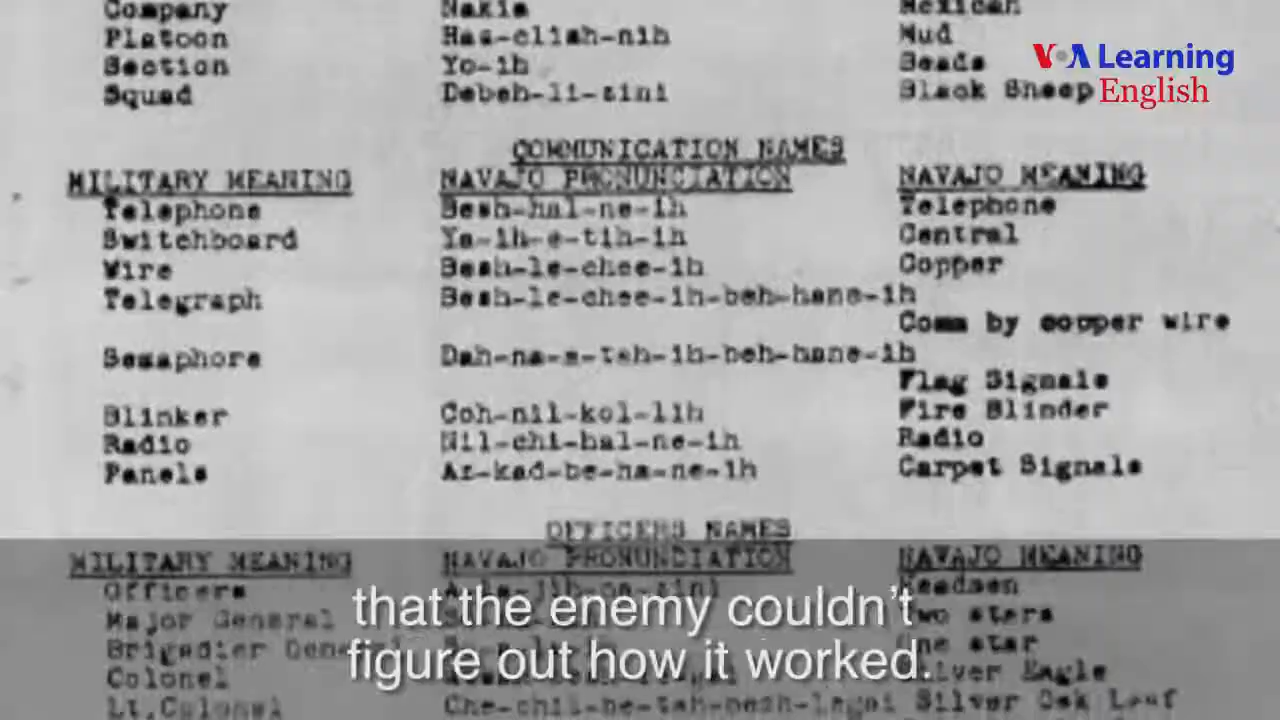 Company Nakia Mexican
Platoon Has-clish-nih Mud
Section Yo-ih Beads
Squad Debeh-li-zini Black Sheep
VOA Learning
English
COMMUNICATION NAMES
MILITARY MEANING NAVAJO PRONUNCIATION NAVAJO MEANING
Telephone Besh-hal-ne-ih Telephone
Switchboard Ya-ih-e-tih-ih Central
Wire Besh-le-chee-ih Copper
Telegraph Besh-le-chee-ih-beh-hane-ih
Comm by copper wire
Semaphore Dah-na-a-tah-ih-beh-hane-ih
Flag Signals
Blinker Coh-nil-kol-lih Fire Blinder
Radio Nil-chi-hal-ne-ih Radio
Panels Az-kad-be-ha-ne-ih Carpet Signals
OFFICERS NAMES
MILITARY MEANING NAVAJO PRONUNCIATION NAVAJO MEANING
Officers Headmen
Major General Two stars
Brigadier One star
Colonel Silver Eagle
Lt.Colonel Che-chil-be-tah-besh-legai Silver Oak Leaf
that the enemy couldn't
figure out how it worked.